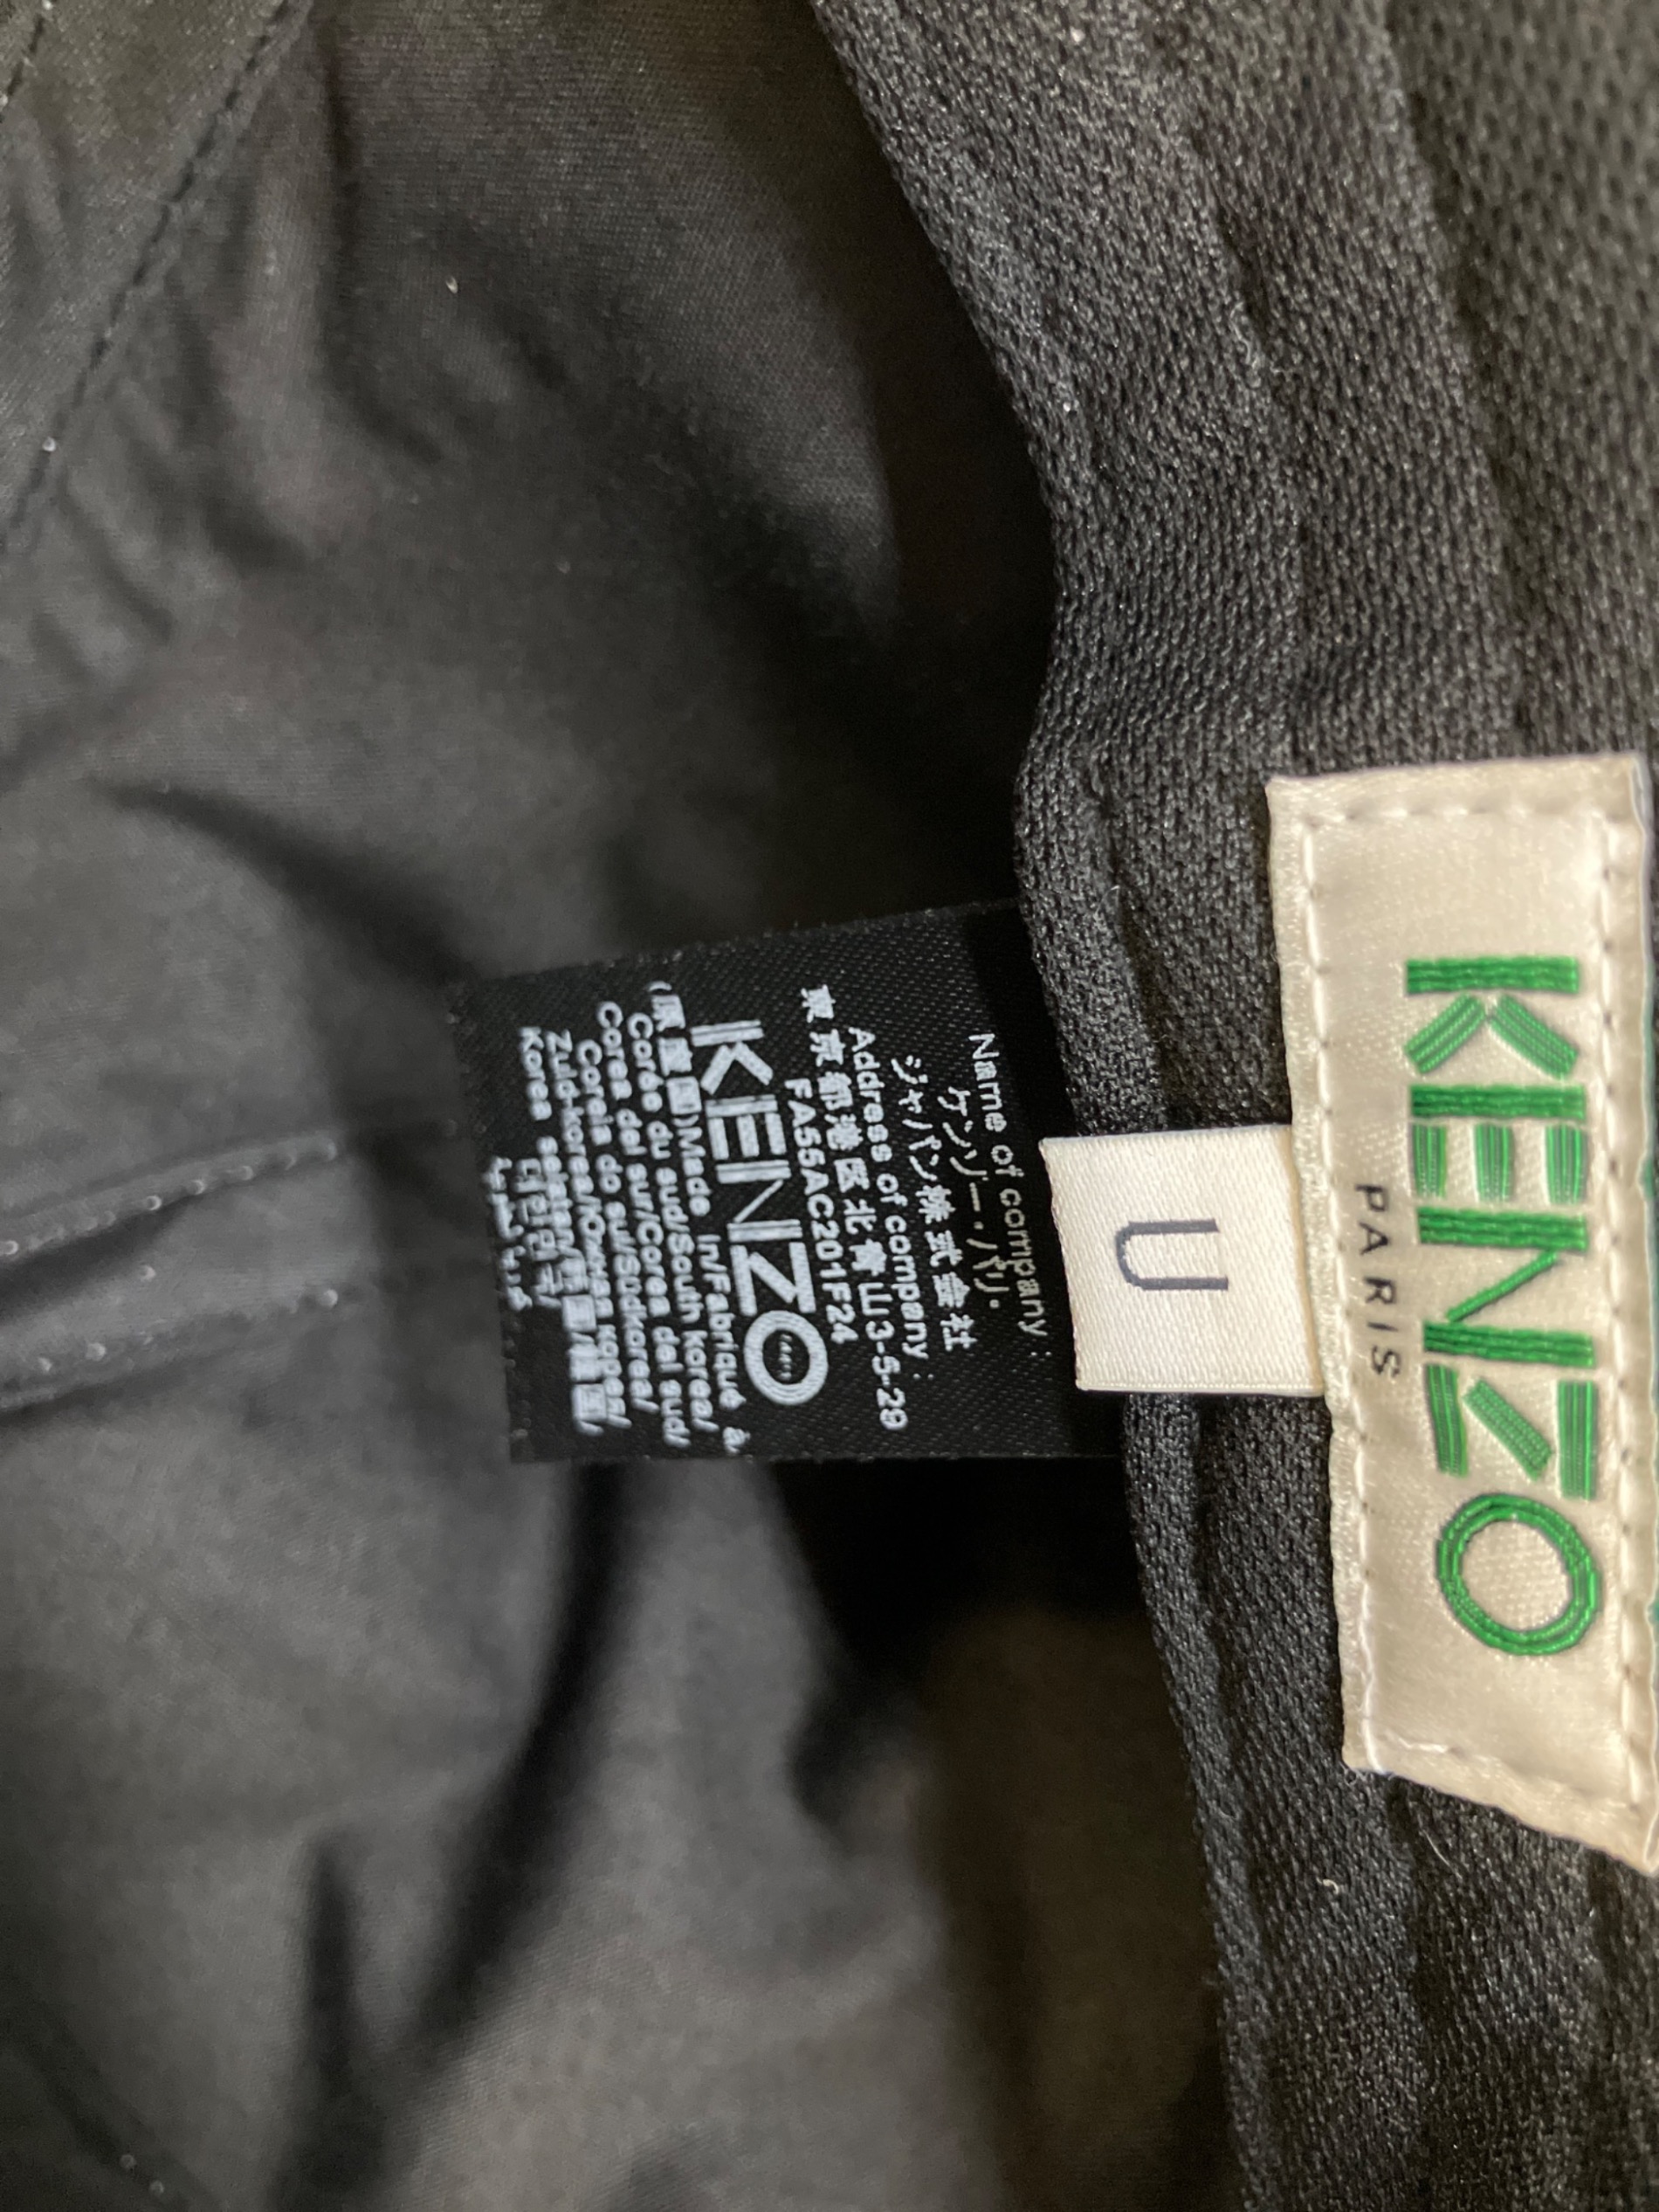 KENZO
PARIS
U
Name of company :
ケンゾー・パリ・
ジャパン株式会社
Address of company :
東京都港区北青山3-5-29
FA55AC201F24
KENZO
(原産国)Made in/Fabriqué à
Corée du sud/South Korea/
Corea del sur/Corea del sud/
Coreia do sul/Südkorea/
Zuid-korea/
Korea selatan/